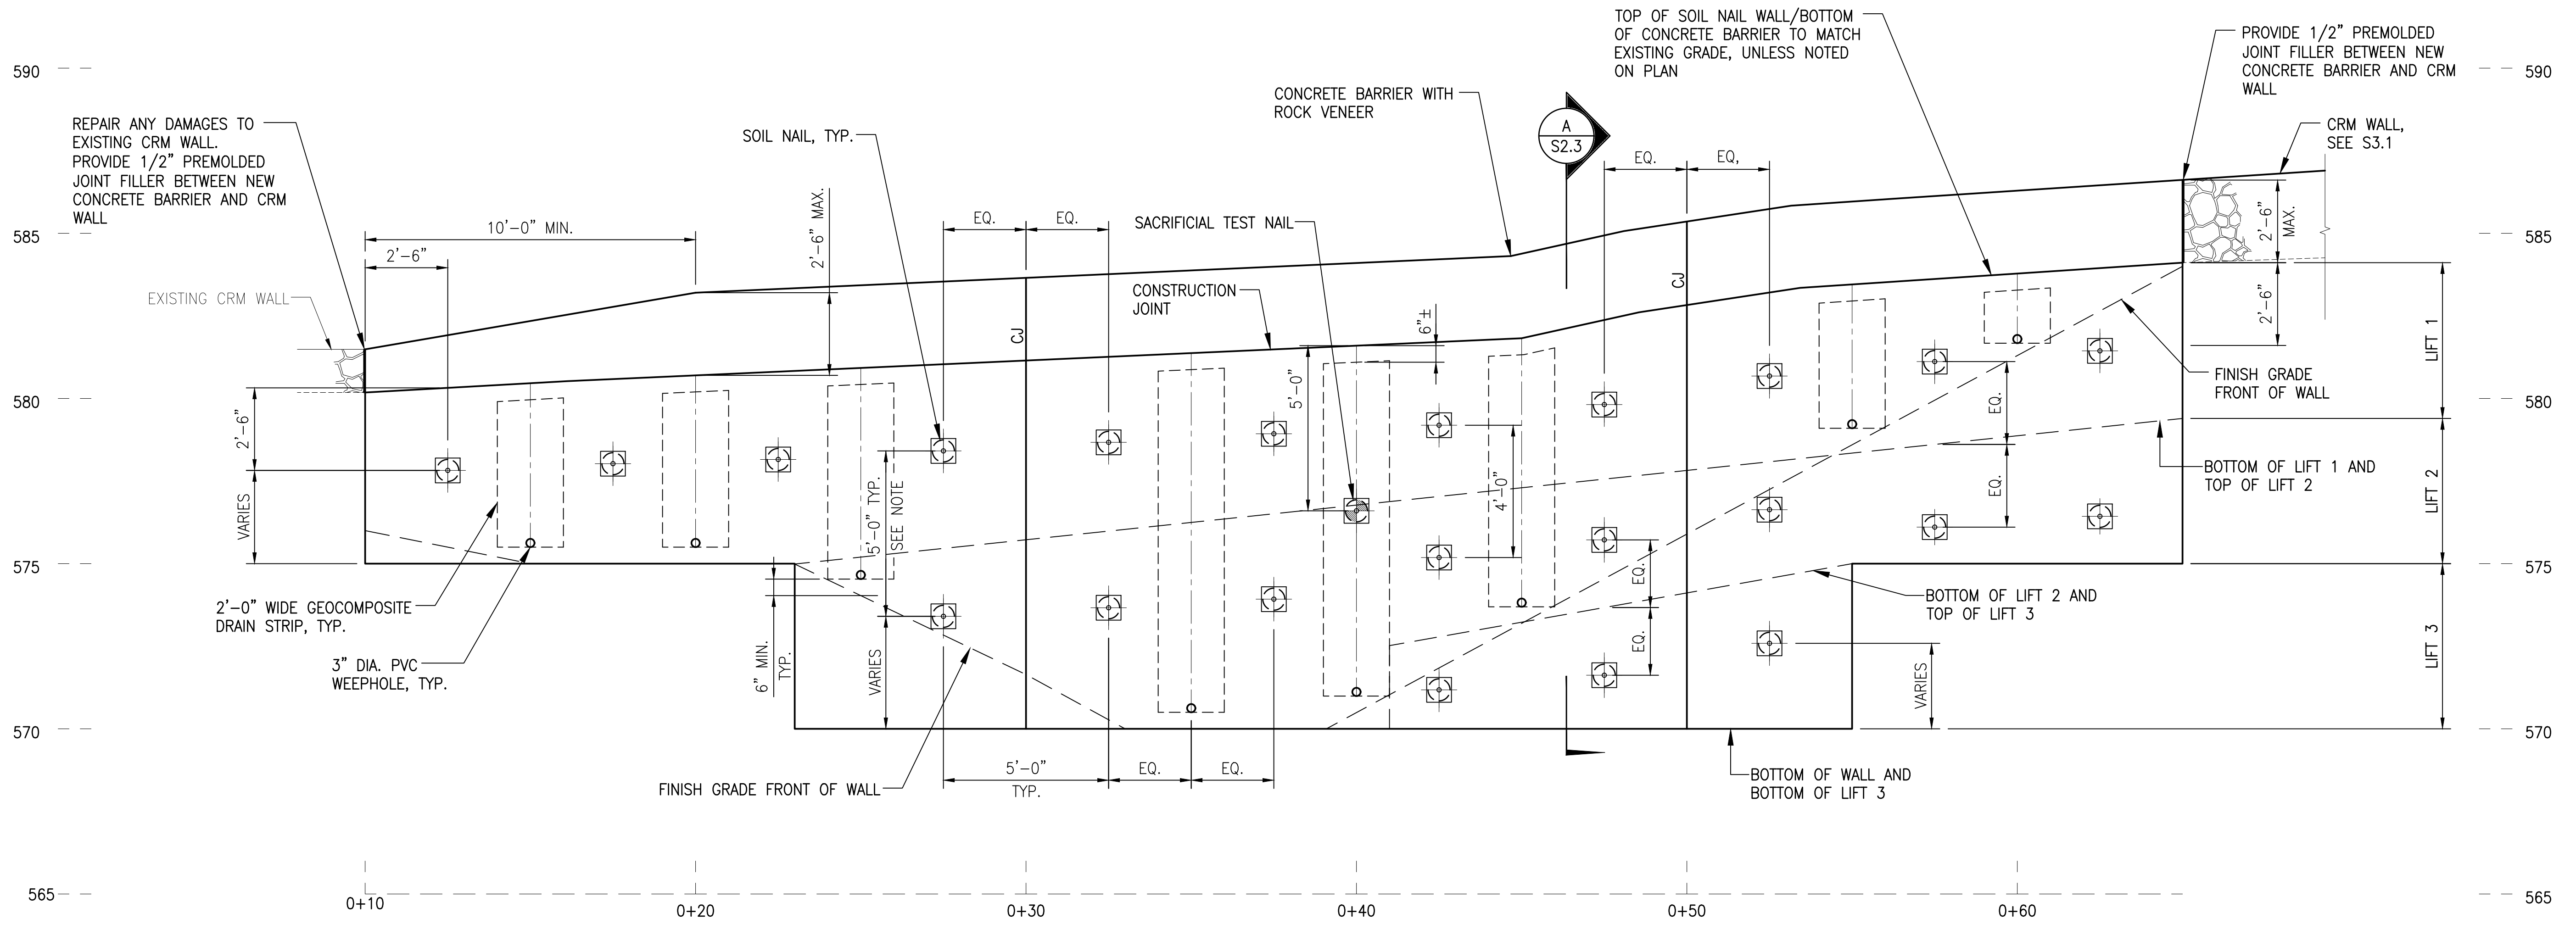 TOP OF SOIL NAIL WALL/BOTTOM
OF CONCRETE BARRIER TO MATCH
EXISTING GRADE, UNLESS NOTED
ON PLAN
PROVIDE 1/2" PREMOLDED
JOINT FILLER BETWEEN NEW
CONCRETE BARRIER AND CRM
WALL
590
590
CONCRETE BARRIER WITH
ROCK VENEER
REPAIR ANY DAMAGES TO
EXISTING CRM WALL.
PROVIDE 1/2" PREMOLDED
JOINT FILLER BETWEEN NEW
CONCRETE BARRIER AND CRM
WALL
SOIL NAIL, TYP.
A
S2.3
CRM WALL,
SEE S3.1
EQ.
EQ,
10'-0" MIN.
2'-6"
2'-6" MAX.
EQ.
EQ.
SACRIFICIAL TEST NAIL
585
585
2'-6"
MAX.
EXISTING CRM WALL
CONSTRUCTION
JOINT
CJ
CJ
6"±
2'-6"
LIFT 1
5'-0"
FINISH GRADE
FRONT OF WALL
580
580
2'-6"
EQ.
EQ.
4'-0"
5'-0" TYP.
SEE NOTE
BOTTOM OF LIFT 1 AND
TOP OF LIFT 2
LIFT 2
VARIES
575
575
EQ.
EQ.
2'-0" WIDE GEOCOMPOSITE
DRAIN STRIP, TYP.
BOTTOM OF LIFT 2 AND
TOP OF LIFT 3
LIFT 3
3" DIA. PVC
WEEPHOLE, TYP.
6" MIN.
TYP.
VARIES
VARIES
570
570
FINISH GRADE FRONT OF WALL
5'-0"
TYP.
EQ.
EQ.
BOTTOM OF WALL AND
BOTTOM OF LIFT 3
565
565
0+10
0+20
0+30
0+40
0+50
0+60